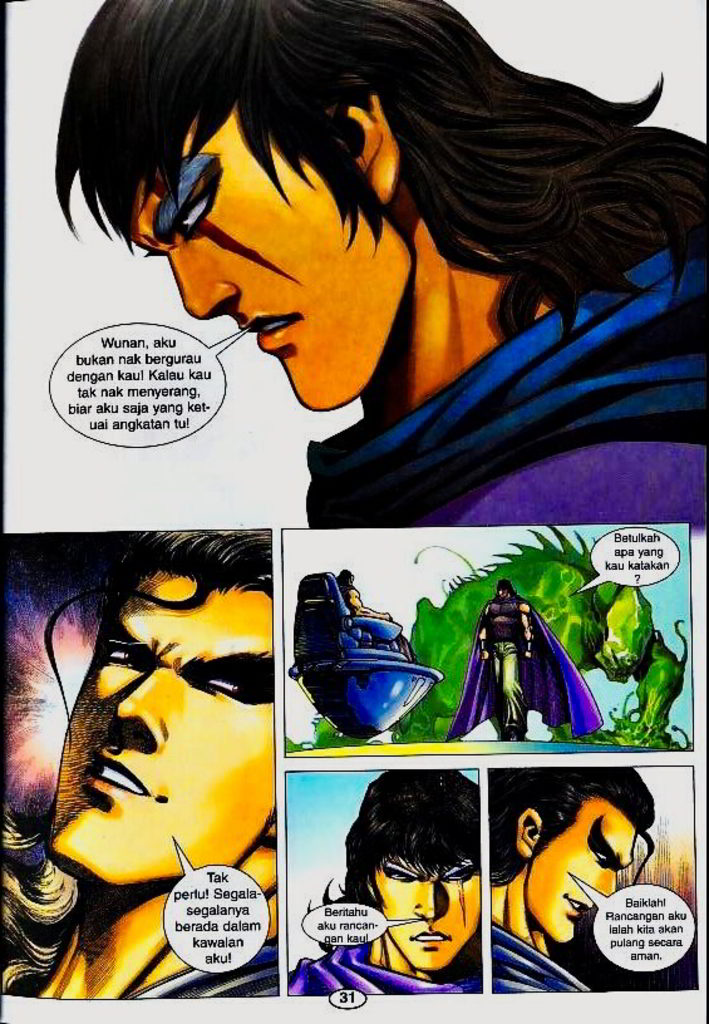 Wunan, aku
bukan nak bergurau
dengan kau! Kalau kau
tak nak menyerang,
biar aku saja yang ket-
uai angkatan tu!
Tak
perlu! Segala-
segalanya
berada dalam
kawalan
aku!
Betulkah
apa yang
kau katakan
?
Beritahu
aku rancan-
gan kau!
Baiklah!
Rancangan aku
ialah kita akan
pulang secara
aman.
31